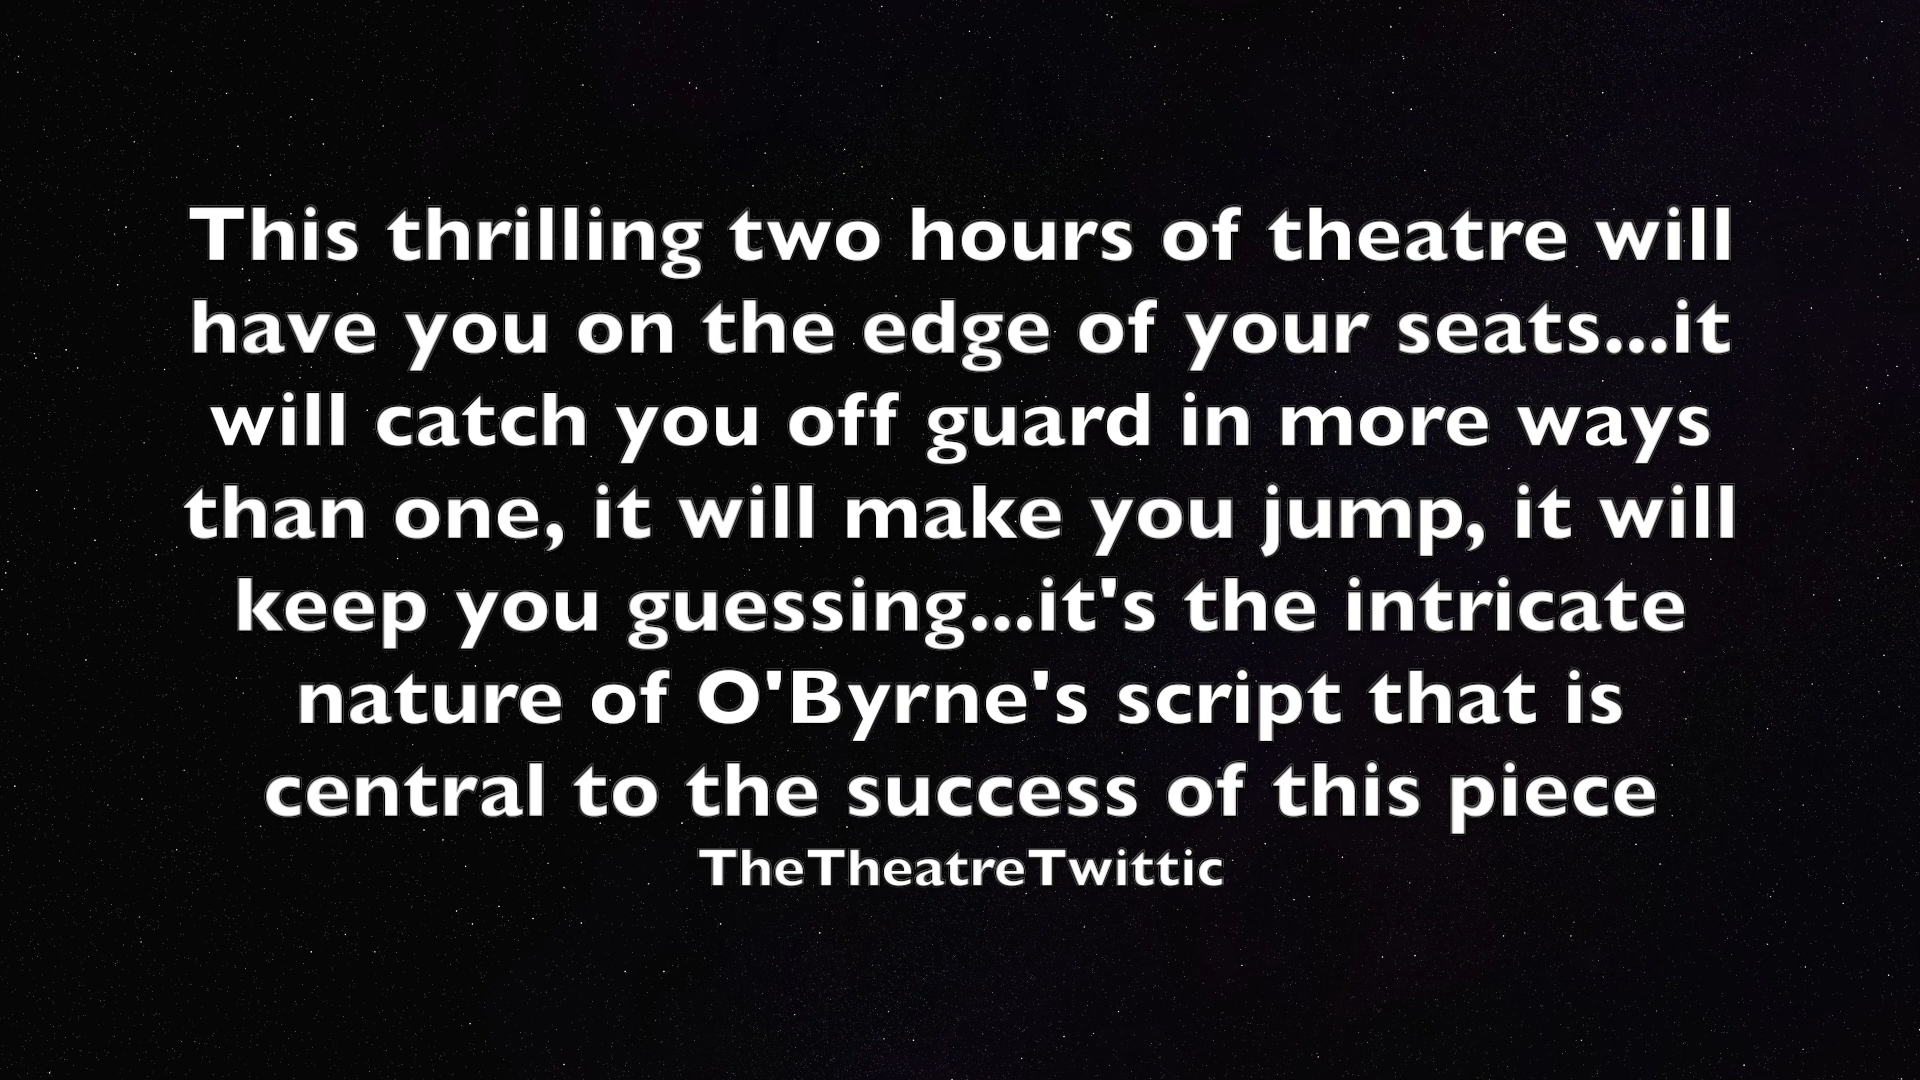 This thrilling two hours of theatre will
have you on the edge of your seats...it
will catch you off guard in more ways
than one, it will make you jump, it will
keep you guessing...it's the intricate
nature of O'Byrne's script that is
central to the success of this piece
TheTheatreTwittic